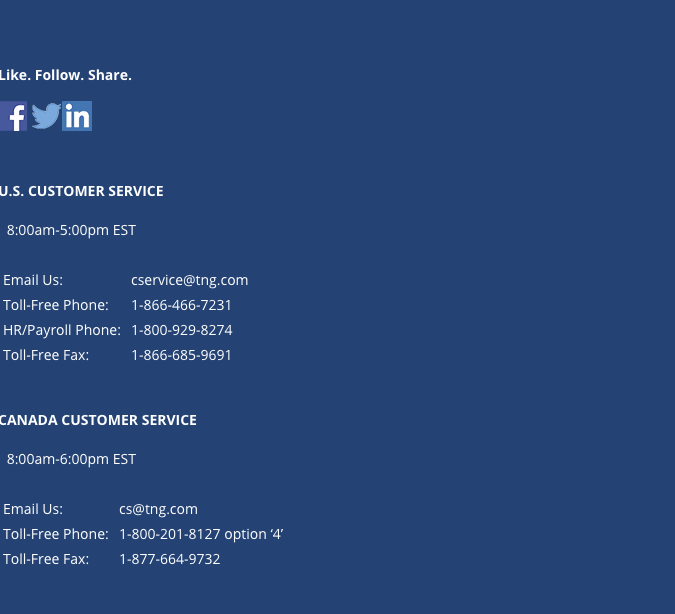 Like. Follow. Share.
f in
U.S. CUSTOMER SERVICE
8:00am-5:00pm EST
Email Us: cservice@tng.com
Toll-Free Phone: 1-866-466-7231
HR/Payroll Phone: 1-800-929-8274
Toll-Free Fax: 1-866-685-9691
CANADA CUSTOMER SERVICE
8:00am-6:00pm EST
Email Us: cs@tng.com
Toll-Free Phone: 1-800-201-8127 option ‘4’
Toll-Free Fax: 1-877-664-9732